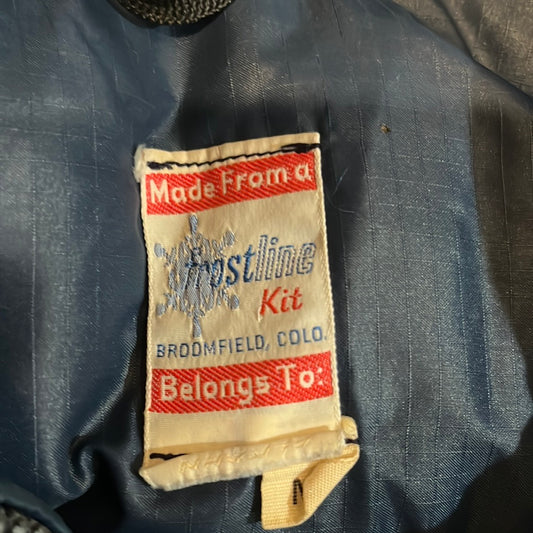 Made From a
frostline
Kit
BROOMFIELD, COLO.
Belongs To: